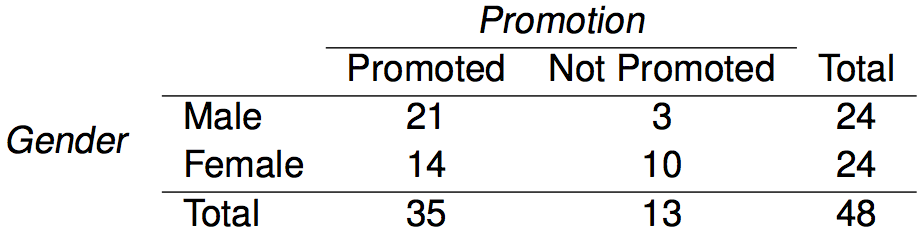 Promotion
Promoted Not Promoted Total
Male 21 3 24
Gender
Female 14 10 24
Total 35 13 48